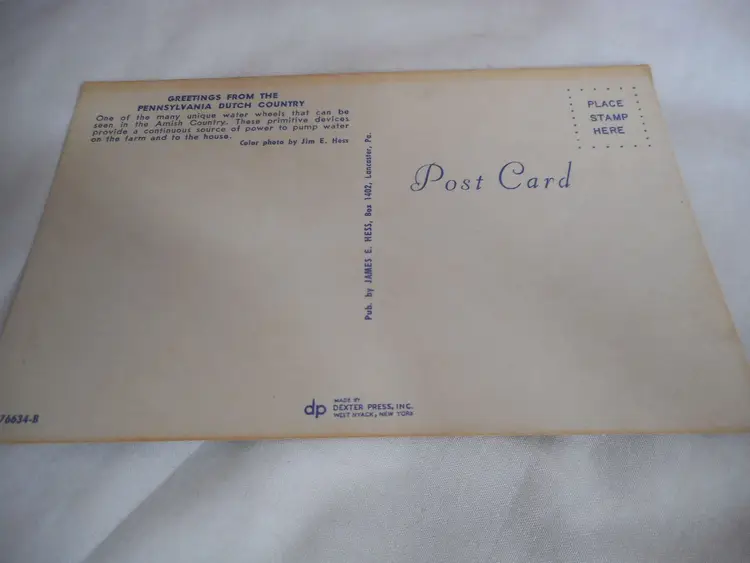 GREETINGS FROM THE
PENNSYLVANIA DUTCH COUNTRY
One of the many unique water wheels that can be
seen in the Amish Country. These primitive devices
provide a continuous source of power to pump water
on the farm and to the house.
Color photo by Jim E. Hess
Pub. by JAMES E. HESS, Box 1402, Lancaster, Pa.
PLACE
STAMP
HERE
Post Card
76634-B
dp
MADE BY
DEXTER PRESS, INC.
WEST NYACK, NEW YORK